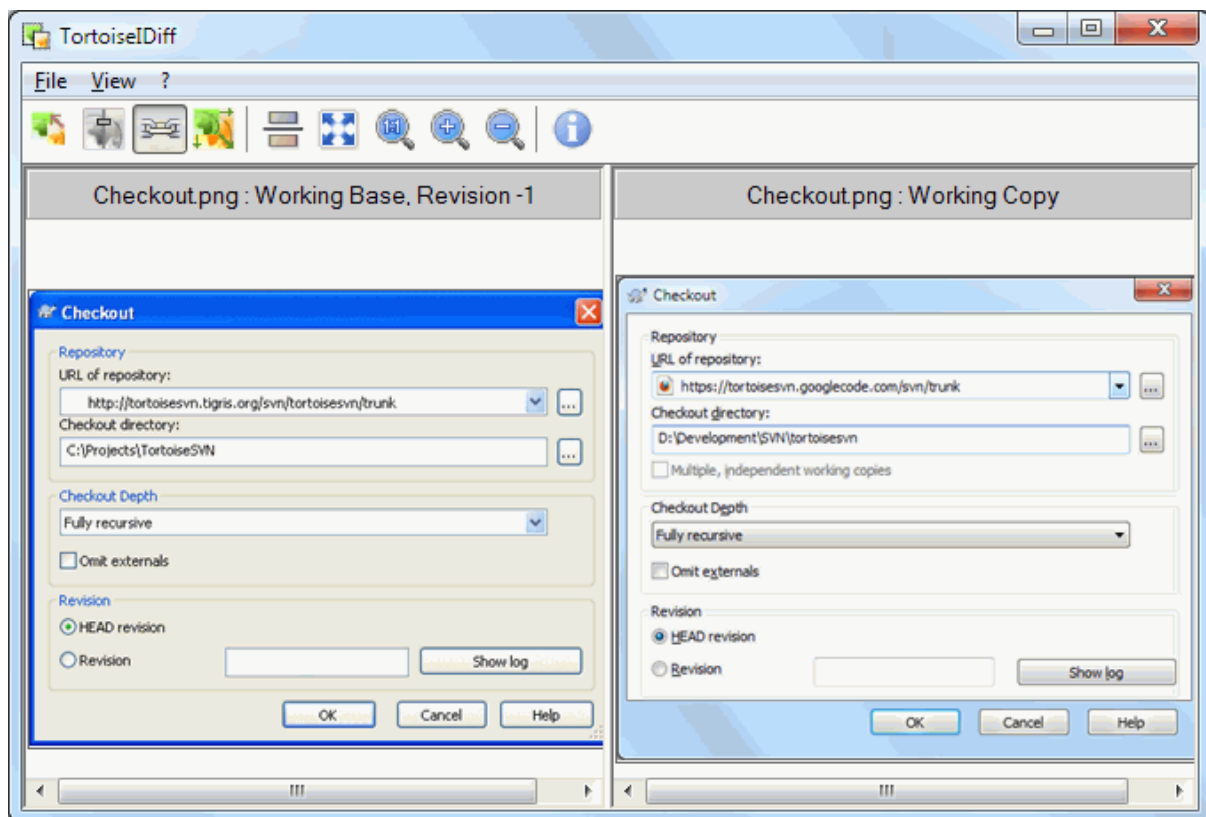 TortoiseIDiff
File View ?
1:1
Checkout.png : Working Base, Revision -1
Checkout
Repository
URL of repository:
http://tortoisesvn.tigris.org/svn/tortoisesvn/trunk
...
Checkout directory:
C:\Projects\TortoiseSVN
...
Checkout Depth
Fully recursive
Omit externals
Revision
HEAD revision
Revision
Show log
OK Cancel Help
Checkout.png : Working Copy
Checkout
Repository
URL of repository:
https://tortoisesvn.googlecode.com/svn/trunk
...
Checkout directory:
D:\Development\SVN\tortoisesvn
...
Multiple, independent working copies
Checkout Depth
Fully recursive
Omit externals
Revision
HEAD revision
Revision
Show log
OK Cancel Help